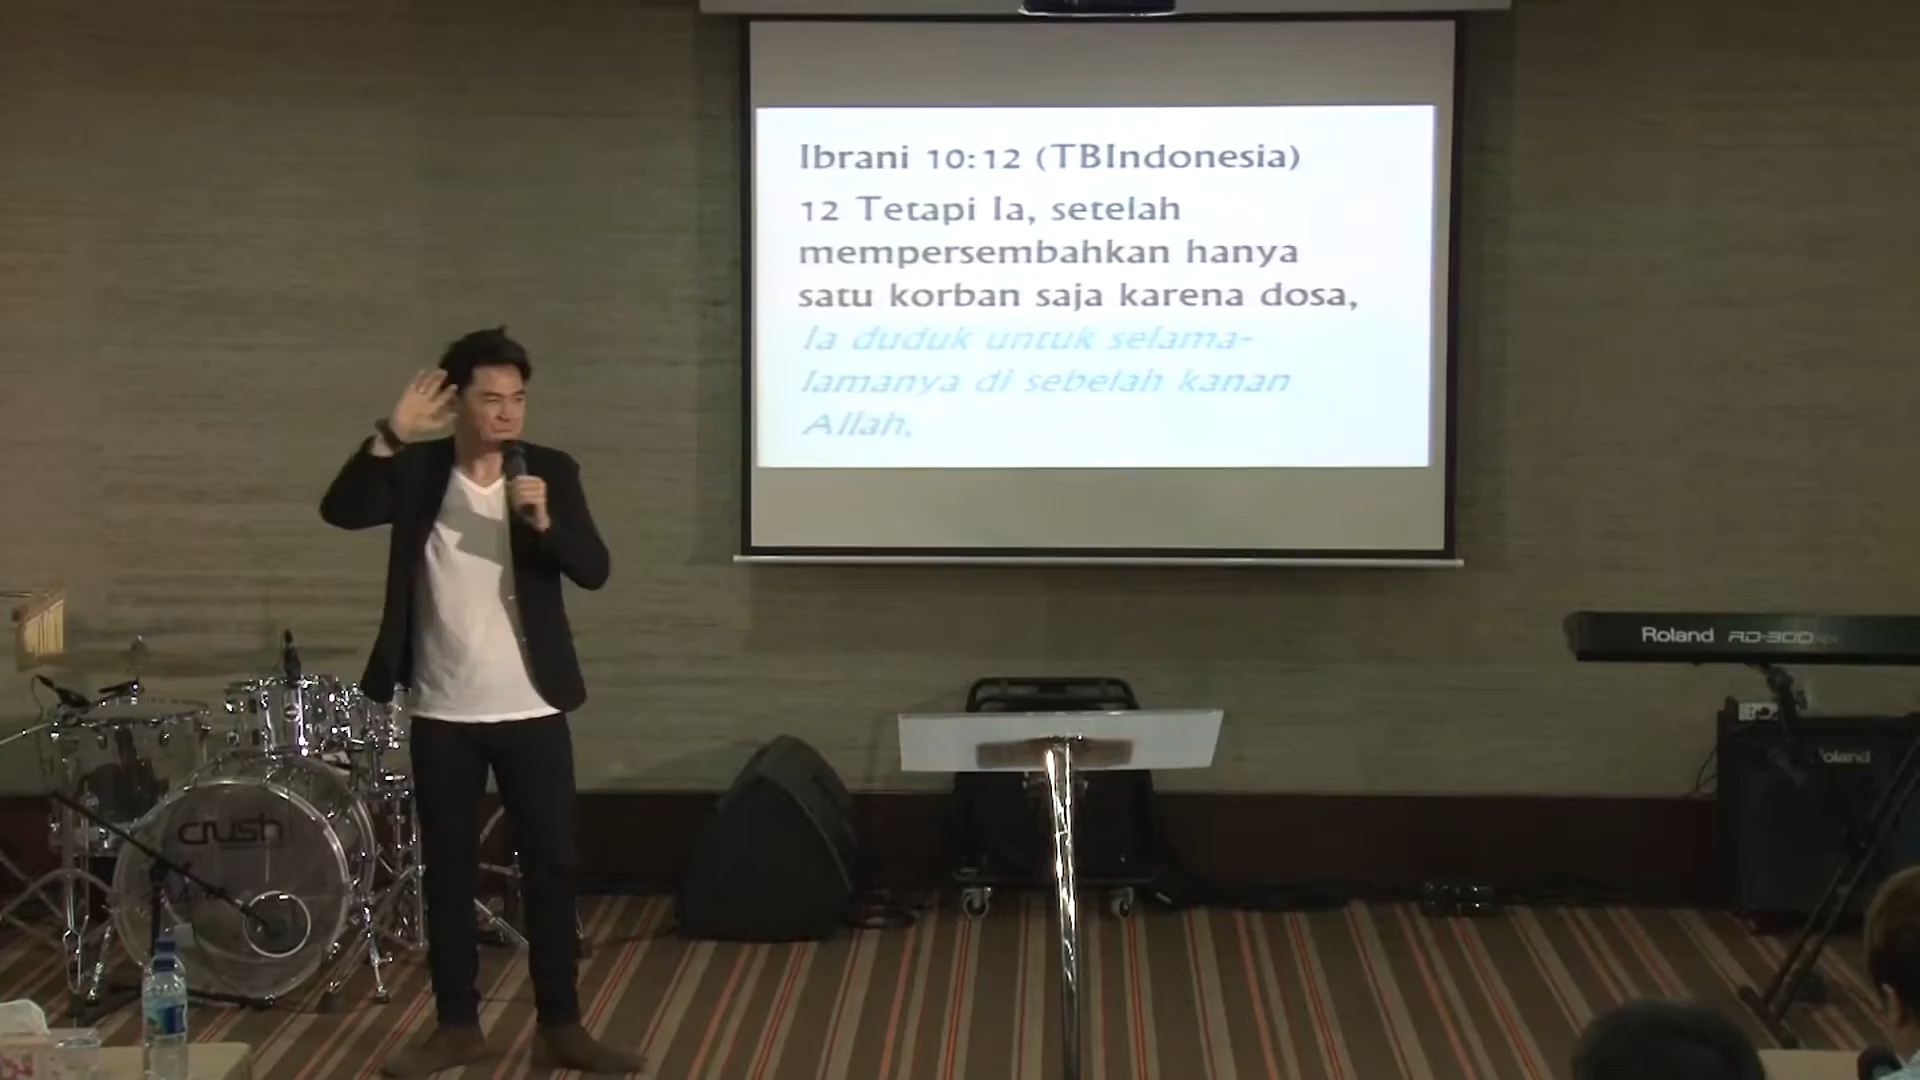 Ibrani 10:12 (TBIndonesia)
12 Tetapi Ia, setelah
mempersembahkan hanya
satu korban saja karena dosa,
Ia duduk untuk selama-
lamanya di sebelah kanan
Allah,
Roland RD-300
Roland
crush